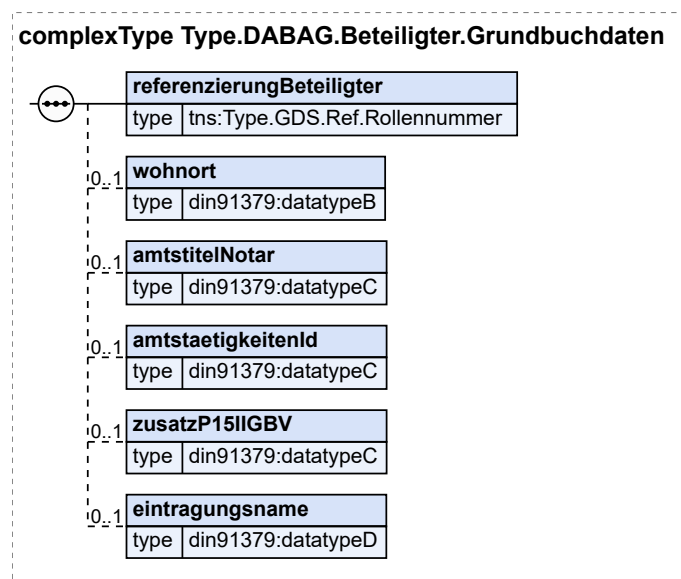 complexType Type.DABAG.Beteiligter.Grundbuchdaten
referenzierungBeteiligter
type tns:Type.GDS.Ref.Rollennummer
0..1 wohnort
type din91379:datatypeB
0..1 amtstitelNotar
type din91379:datatypeC
0..1 amtstaetigkeitenId
type din91379:datatypeC
0..1 zusatzP15IIGBV
type din91379:datatypeC
0..1 eintragungsname
type din91379:datatypeD